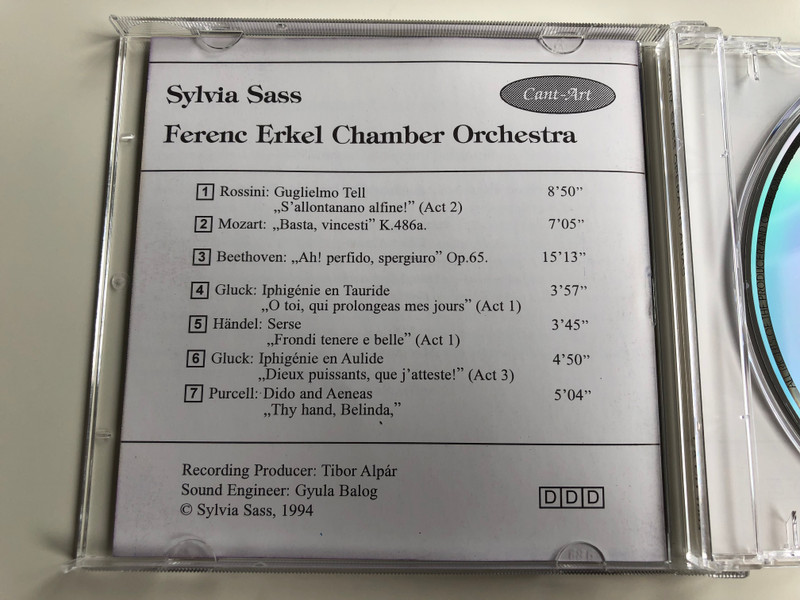 Sylvia Sass
Cant-Art
Ferenc Erkel Chamber Orchestra
1 Rossini: Guglielmo Tell 8’50”
„S’allontanano alfine!” (Act 2)
2 Mozart: „Basta, vincesti” K.486a. 7’05”
3 Beethoven: „Ah! perfido, spergiuro” Op.65. 15’13”
4 Gluck: Iphigénie en Tauride 3’57”
„O toi, qui prolongeas mes jours” (Act 1)
5 Händel: Serse 3’45”
„Frondi tenere e belle” (Act 1)
6 Gluck: Iphigénie en Aulide 4’50”
„Dieux puissants, que j’atteste!” (Act 3)
7 Purcell: Dido and Aeneas 5’04”
„Thy hand, Belinda,”
Recording Producer: Tibor Alpár
Sound Engineer: Gyula Balog
© Sylvia Sass, 1994
DDD